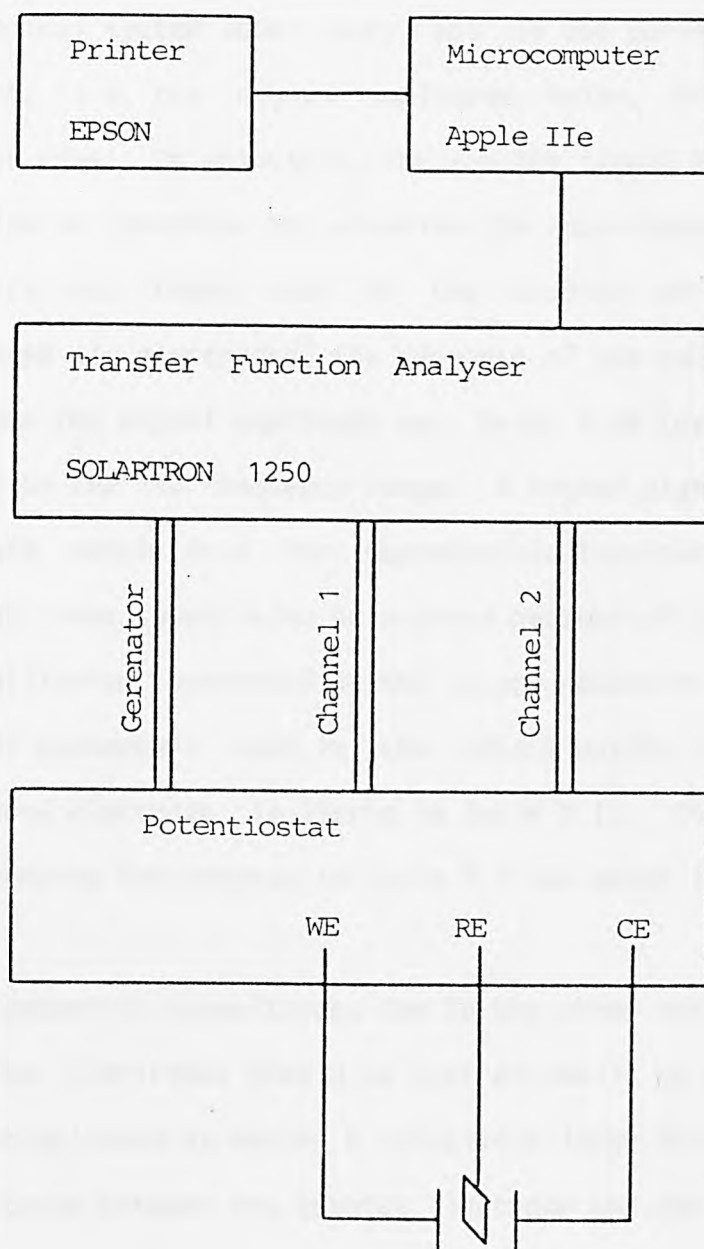 Printer
EPSON
Microcomputer
Apple IIe
Transfer Function Analyser
SOLARTRON 1250
Gerenator
Channel 1
Channel 2
Potentiostat
WE RE CE